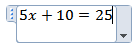 5x + 10 = 25